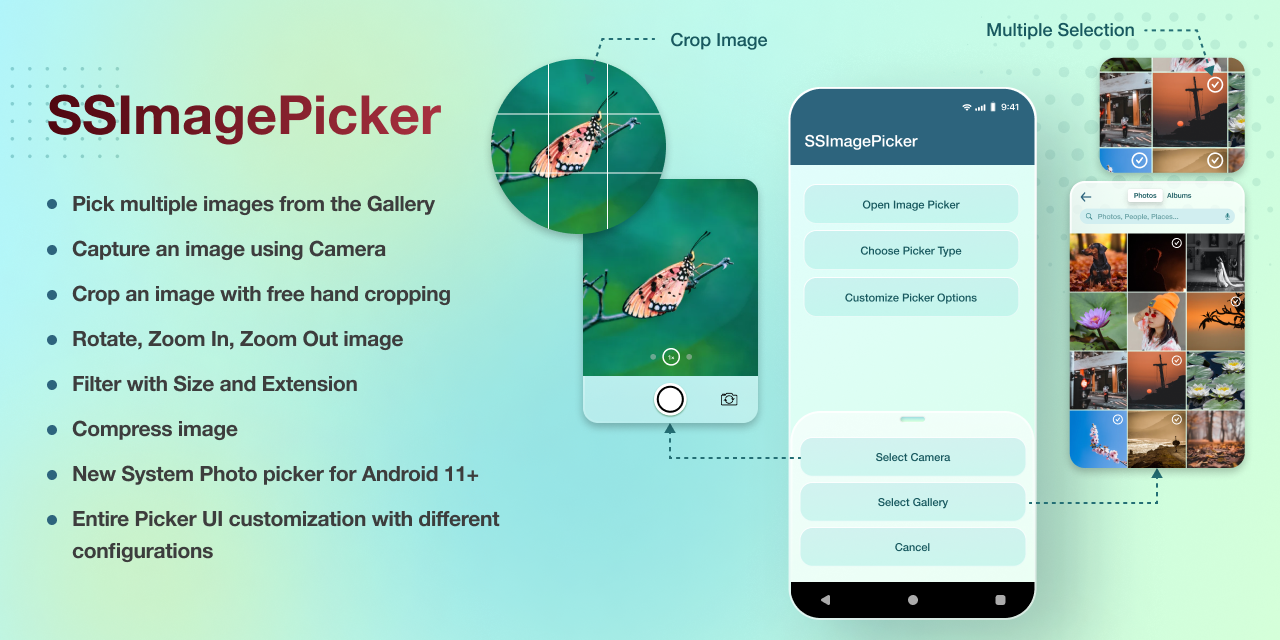 SSImagePicker
Pick multiple images from the Gallery
Capture an image using Camera
Crop an image with free hand cropping
Rotate, Zoom In, Zoom Out image
Filter with Size and Extension
Compress image
New System Photo picker for Android 11+
Entire Picker UI customization with different
configurations
Crop Image
1x
9:41
SSImagePicker
Open Image Picker
Choose Picker Type
Customize Picker Options
Select Camera
Select Gallery
Cancel
Multiple Selection
Photos Albums
Photos, People, Places...